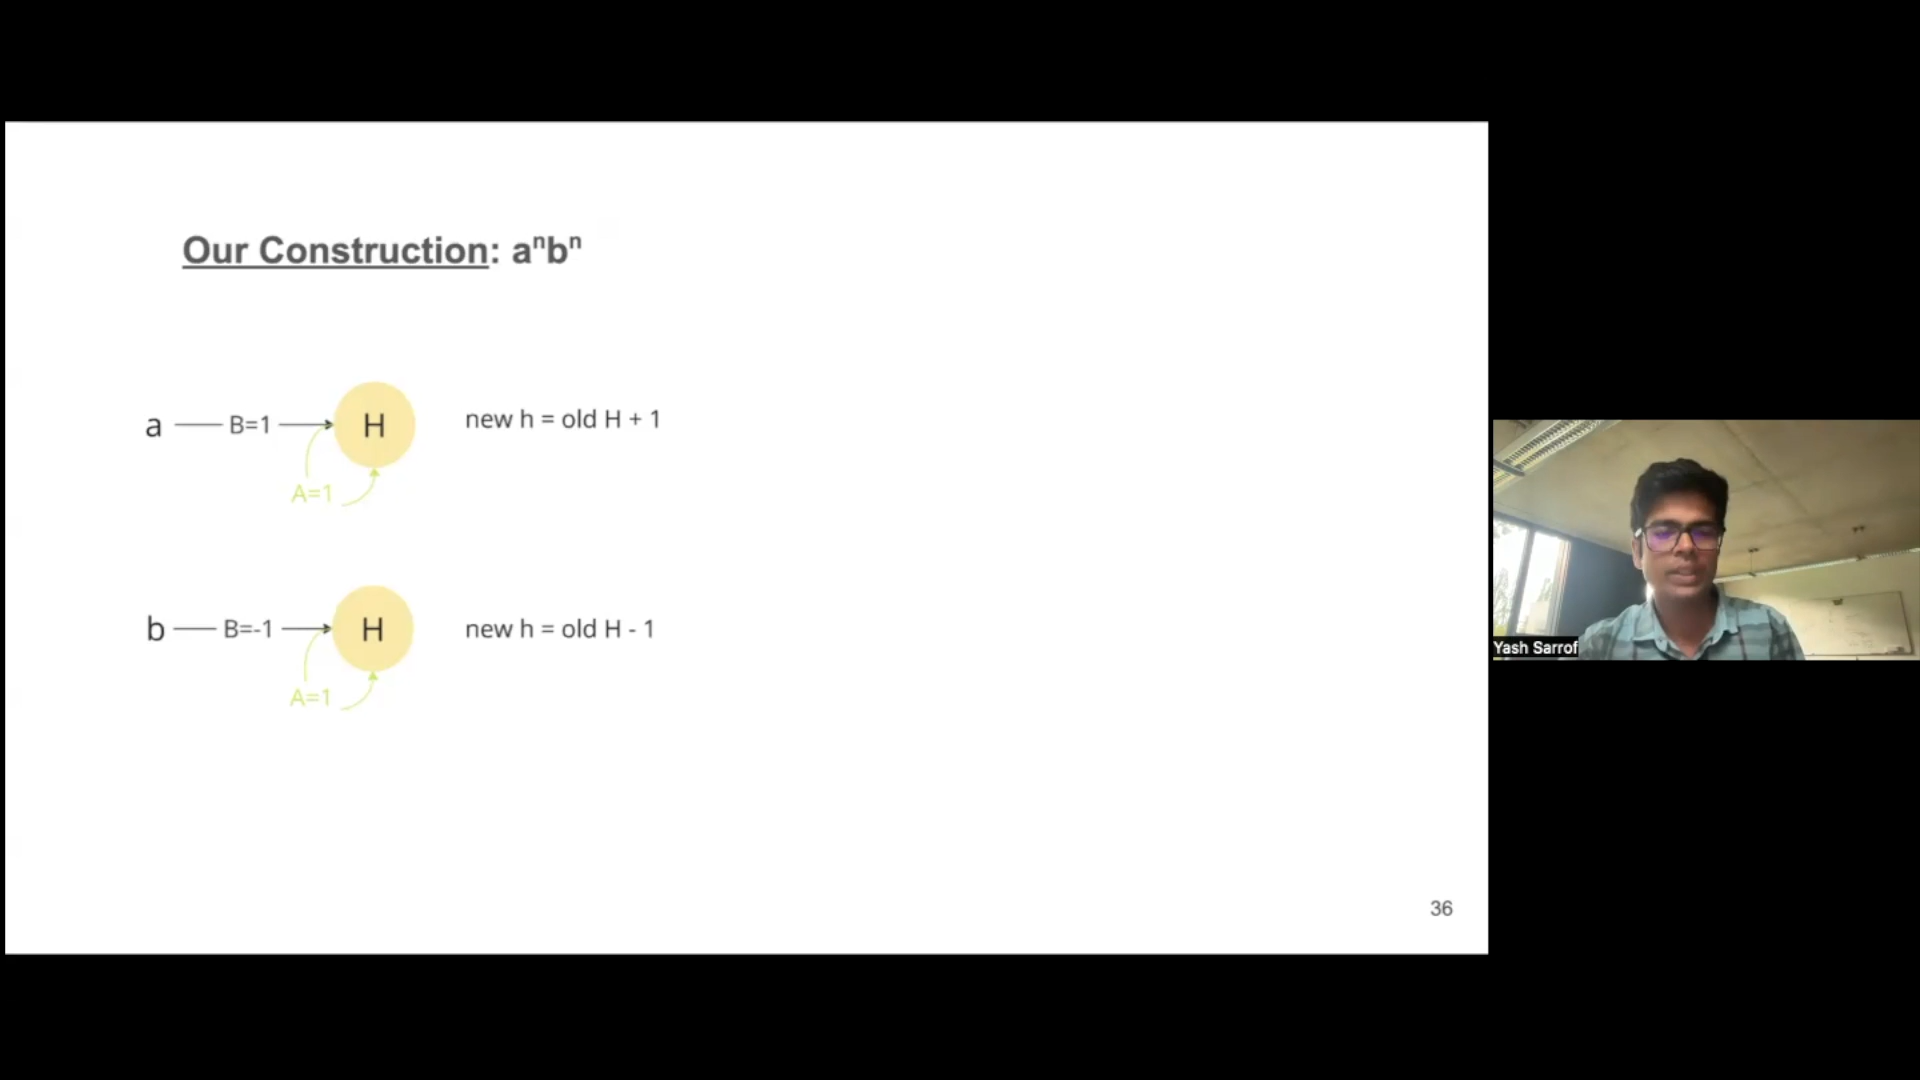 Our Construction: aⁿbⁿ
a B=1 H new h = old H + 1
A=1
b B=-1 H new h = old H - 1
A=1
36
Yash Sarrof